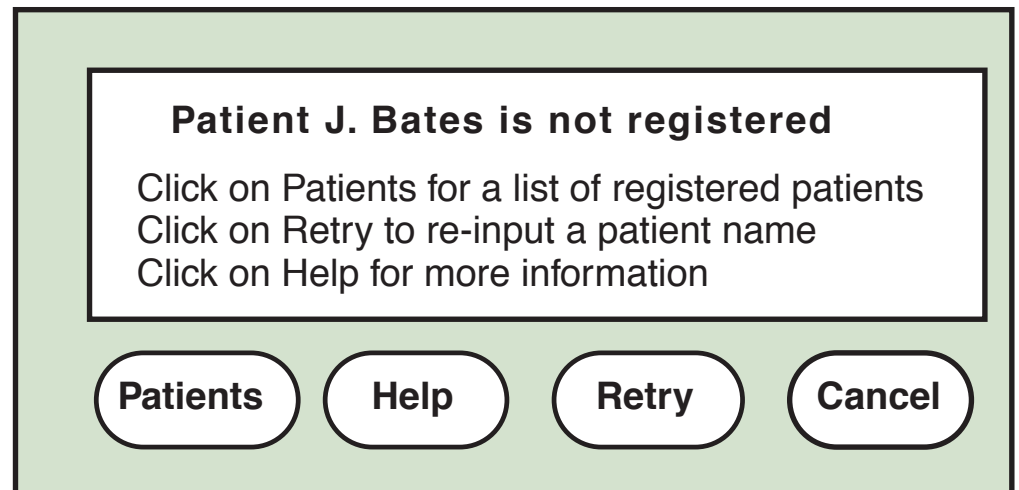 Patient J. Bates is not registered
Click on Patients for a list of registered patients
Click on Retry to re-input a patient name
Click on Help for more information
Patients Help Retry Cancel